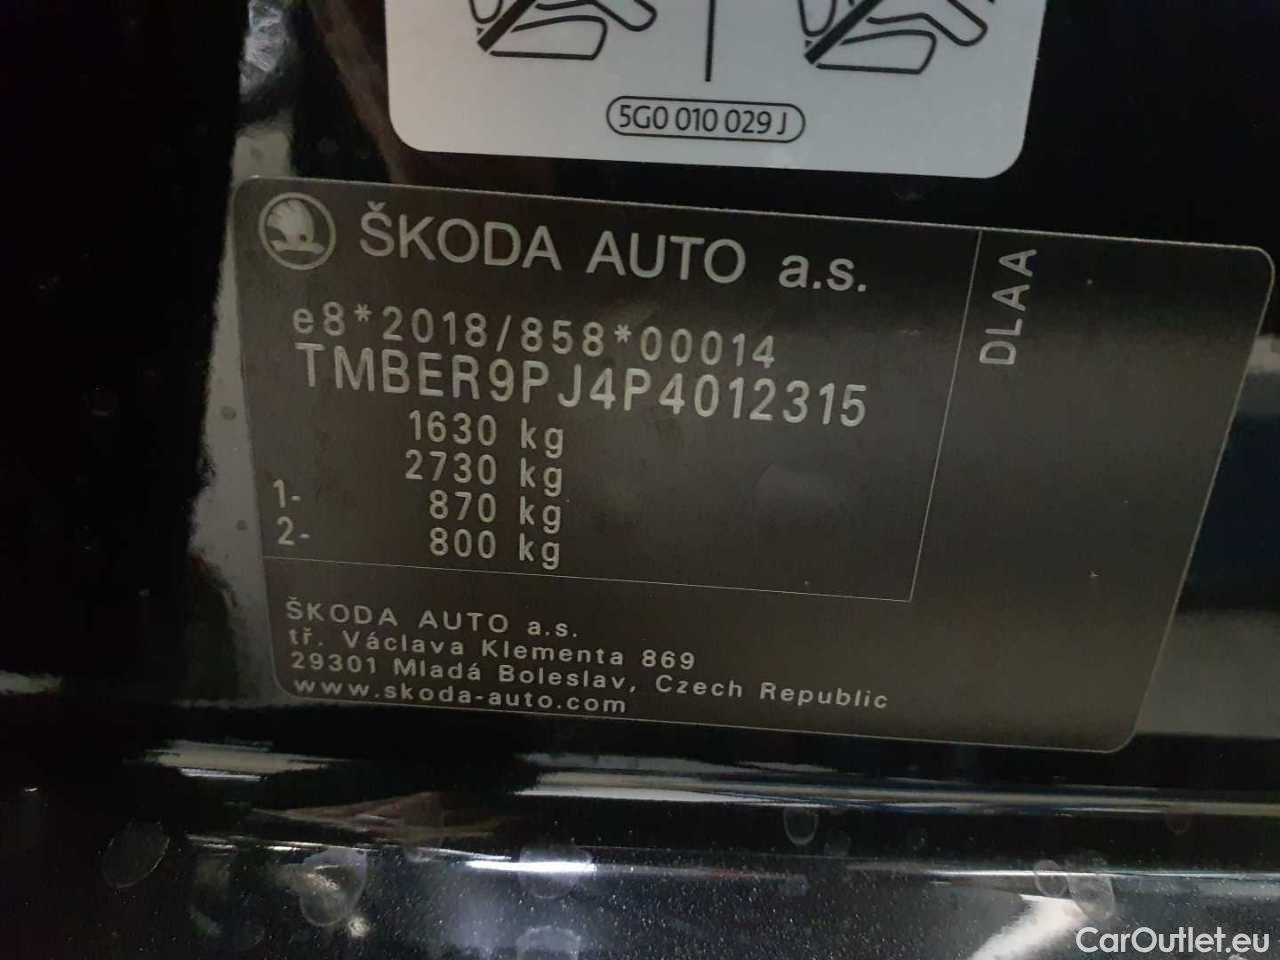 5G0 010 029 J
ŠKODA AUTO a.s.
DLAA
e8*2018/858*00014
TMBER9PJ4P4012315
1630 kg
2730 kg
1- 870 kg
2- 800 kg
ŠKODA AUTO a.s.
tř. Václava Klementa 869
29301 Mladá Boleslav, Czech Republic
www.skoda-auto.com
CarOutlet.eu